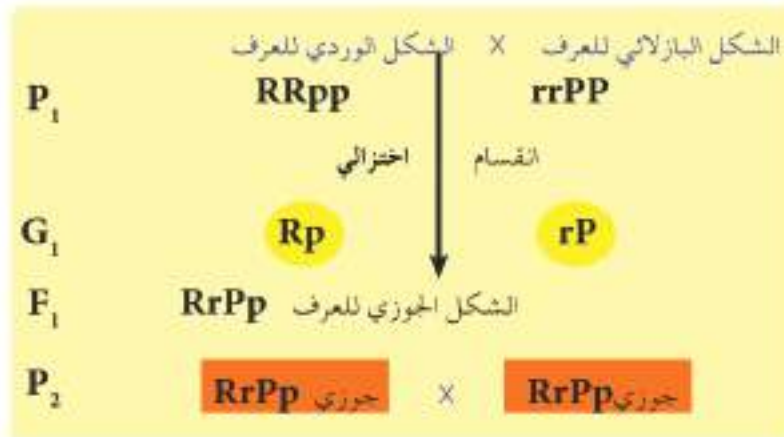 الشكل البازلائي للعرف X الشكل الوردي للعرف
P1 RRpp rrPP
انقسام اختزالي
G1 Rp rP
F1 RrPp الشكل الجوزي للعرف
P2 RrPp جوزي X RrPp جوزي